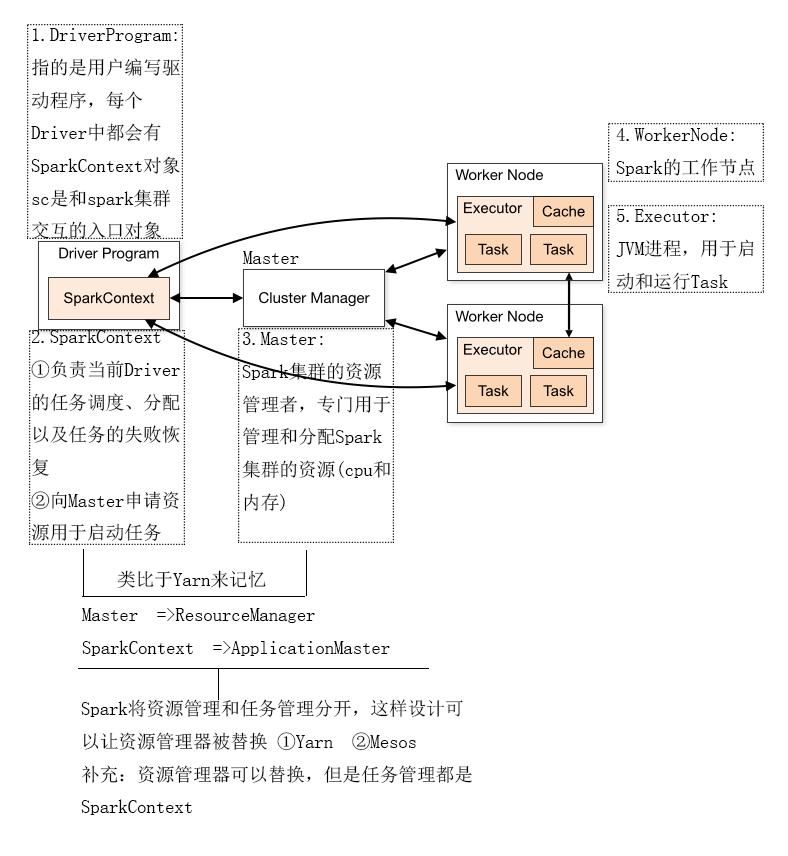 1.DriverProgram:
指的是用户编写驱
动程序，每个
Driver中都会有
SparkContext对象
sc是和spark集群
交互的入口对象
Driver Program
SparkContext
2.SparkContext
①负责当前Driver
的任务调度、分配
以及任务的失败恢
复
②向Master申请资
源用于启动任务
Master
Cluster Manager
3.Master:
Spark集群的资源
管理者，专门用于
管理和分配Spark
集群的资源(cpu和
内存)
Worker Node
Executor
Cache
Task
Task
Worker Node
Executor
Cache
Task
Task
4.WorkerNode:
Spark的工作节点
5.Executor:
JVM进程，用于启
动和运行Task
类比于Yarn来记忆
Master =>ResourceManager
SparkContext =>ApplicationMaster
Spark将资源管理和任务管理分开，这样设计可
以让资源管理器被替换 ①Yarn ②Mesos
补充：资源管理器可以替换，但是任务管理都是
SparkContext